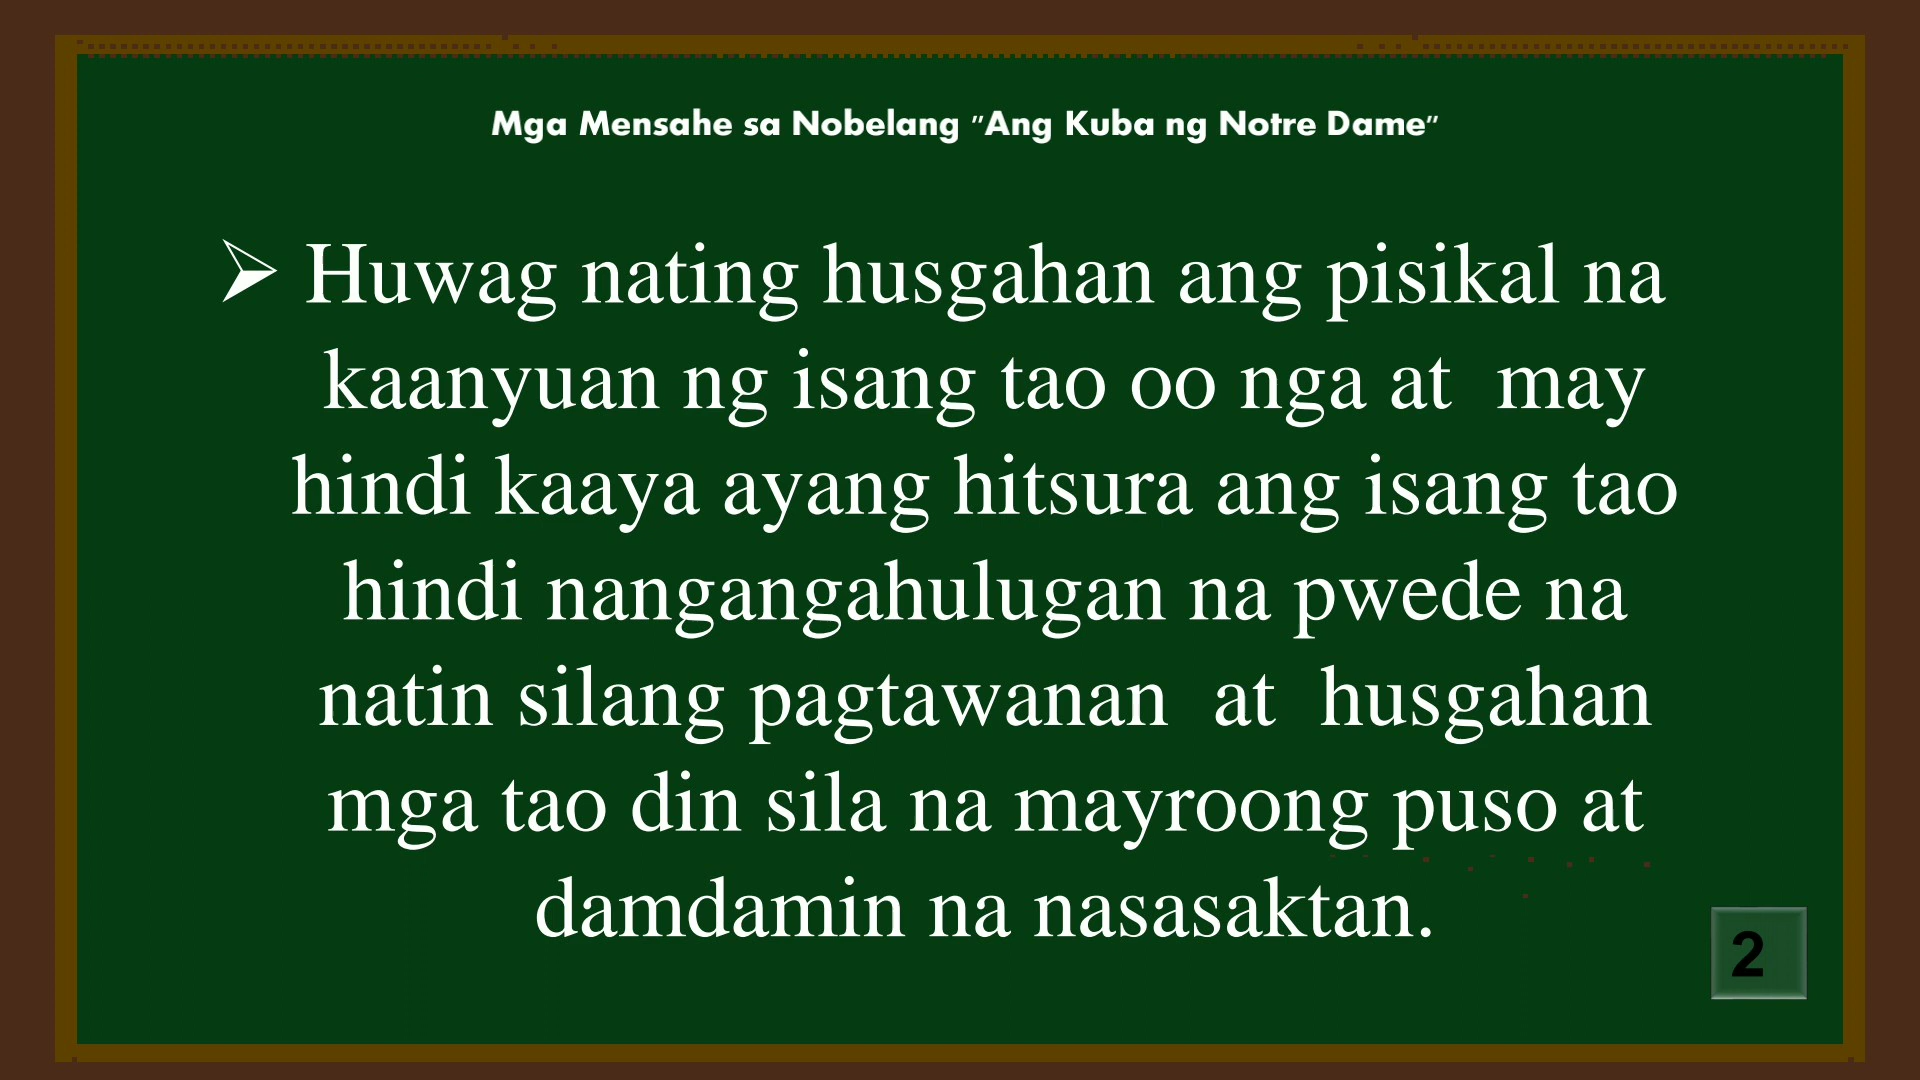 Mga Mensahe sa Nobelang "Ang Kuba ng Notre Dame"
➢ Huwag nating husgahan ang pisikal na
kaanyuan ng isang tao oo nga at may
hindi kaaya ayang hitsura ang isang tao
hindi nangangahulugan na pwede na
natin silang pagtawanan at husgahan
mga tao din sila na mayroong puso at
damdamin na nasasaktan.
2